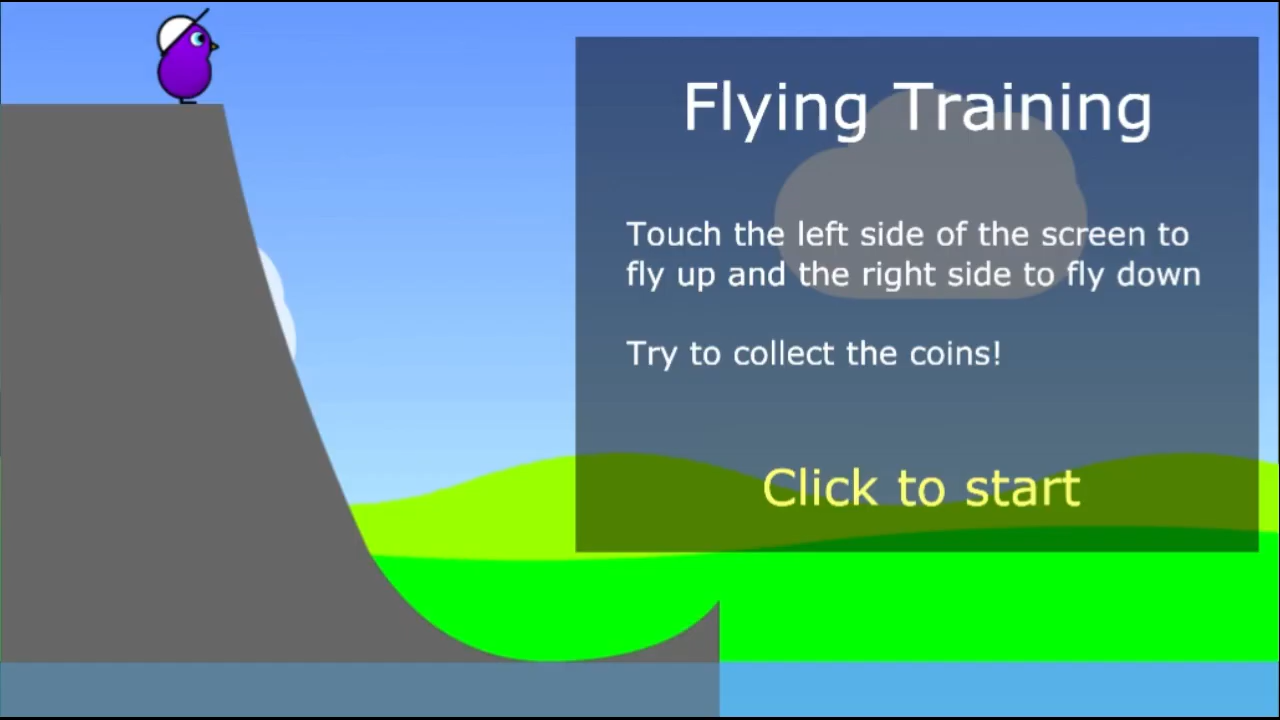 Flying Training
Touch the left side of the screen to
fly up and the right side to fly down
Try to collect the coins!
Click to start